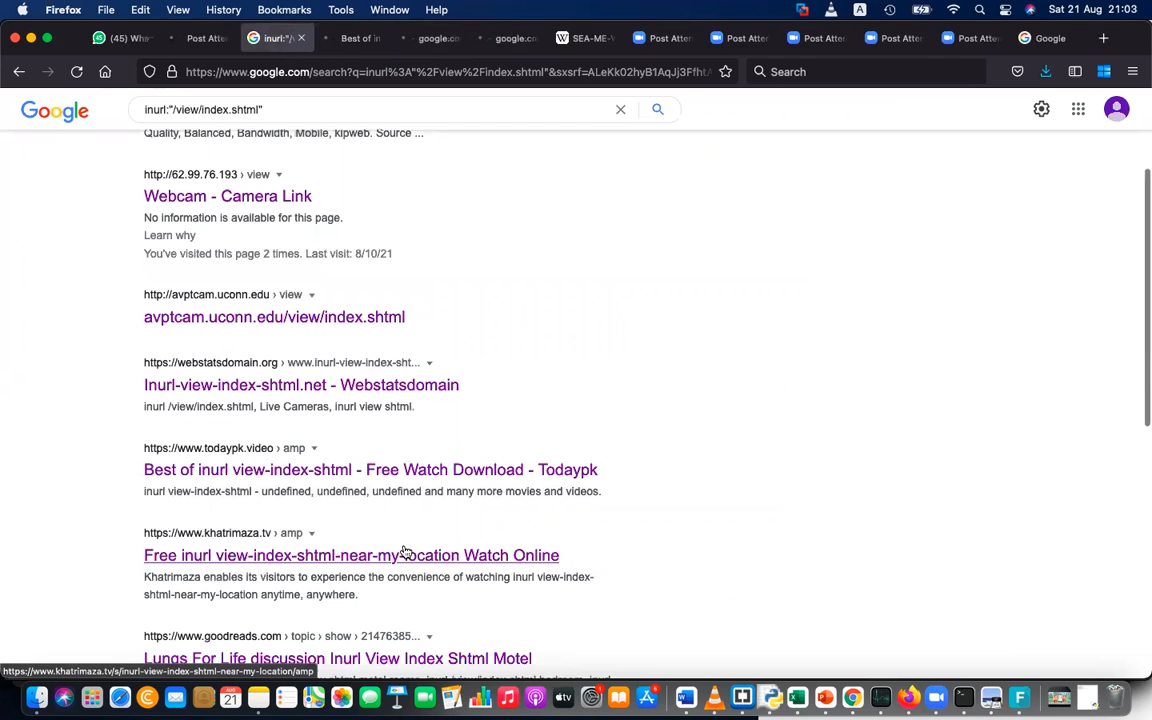 Firefox File Edit View History Bookmarks Tools Window Help Sat 21 Aug 21:03
(45) Wha Post Atte inurl:"/v Best of in google.co google.co SEA-ME-V Post Atten Post Atten Post Atten Post Atten Post Atten Google
https://www.google.com/search?q=inurl%3A"%2Fview%2Findex.shtml"&sxsrf=ALeKk02hyB1AqJj3FfhtA Search
Google inurl:"/view/index.shtml"
Quality, Balanced, Bandwidth, Mobile, kipweb. Source ...
http://62.99.76.193 › view
Webcam - Camera Link
No information is available for this page.
Learn why
You've visited this page 2 times. Last visit: 8/10/21
http://avptcam.uconn.edu › view
avptcam.uconn.edu/view/index.shtml
https://webstatsdomain.org › www.inurl-view-index-sht...
Inurl-view-index-shtml.net - Webstatsdomain
inurl /view/index.shtml, Live Cameras, inurl view shtml.
https://www.todaypk.video › amp
Best of inurl view-index-shtml - Free Watch Download - Todaypk
inurl view-index-shtml - undefined, undefined, undefined and many more movies and videos.
https://www.khatrimaza.tv › amp
Free inurl view-index-shtml-near-my-location Watch Online
Khatrimaza enables its visitors to experience the convenience of watching inurl view-index-
shtml-near-my-location anytime, anywhere.
https://www.goodreads.com › topic › show › 21476385...
Lungs For Life discussion Inurl View Index Shtml Motel
https://www.khatrimaza.tv/s/inurl-view-index-shtml-near-my-location/amp